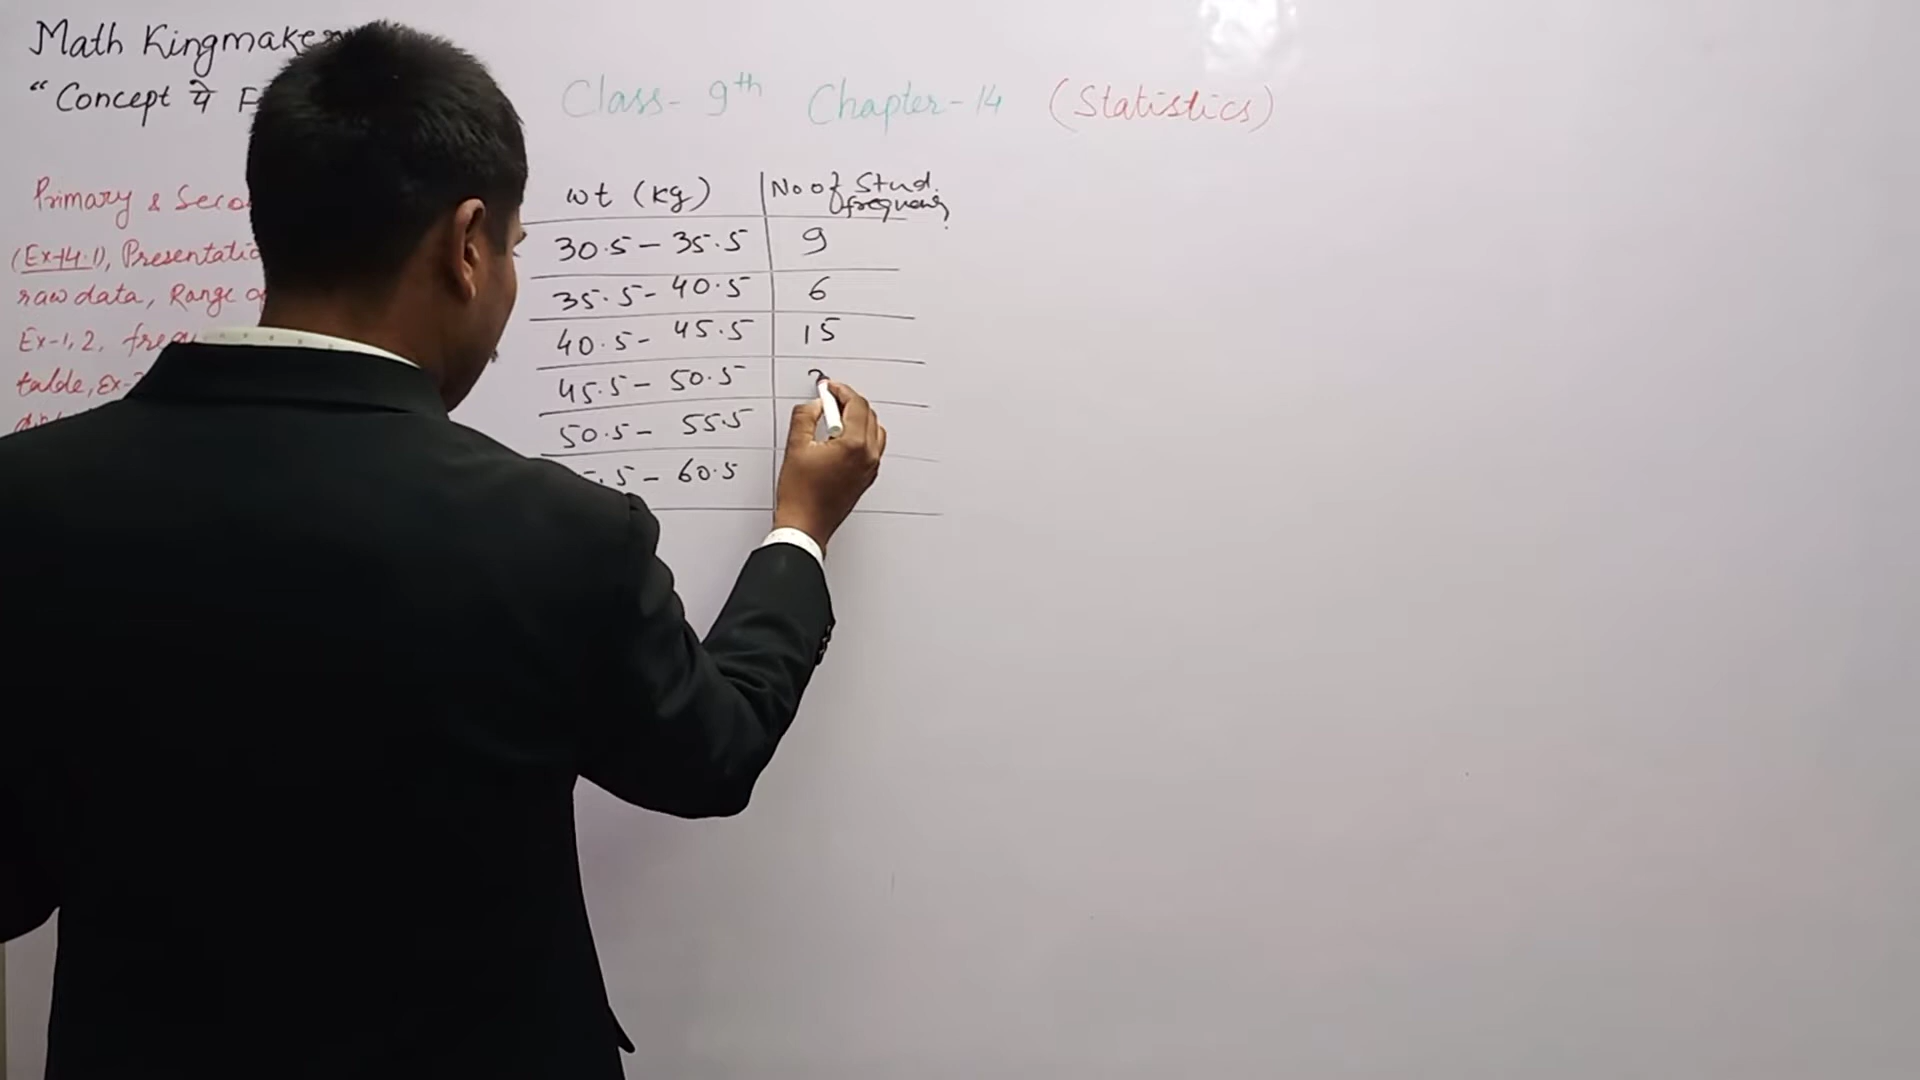 Math Kingmaker
“Concept पे
Class- 9th Chapter-14 (Statistics)
Primary & Seco
(Ex-14.1), Presentatio
raw data, Range of
Ex-1,2, frequ
table, Ex-
wt (kg) No of Stud.
frequency
30.5 - 35.5 9
35.5 - 40.5 6
40.5 - 45.5 15
45.5 - 50.5
50.5 - 55.5
.5 - 60.5